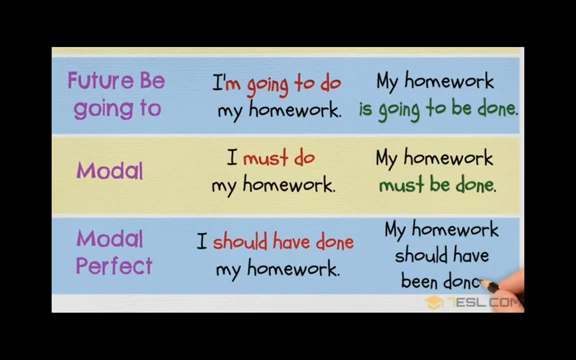 Future Be
going to
I'm going to do
my homework.
My homework
is going to be done.
Modal
I must do
my homework.
My homework
must be done.
Modal
Perfect
I should have done
my homework.
My homework
should have
been done
7ESL.COM